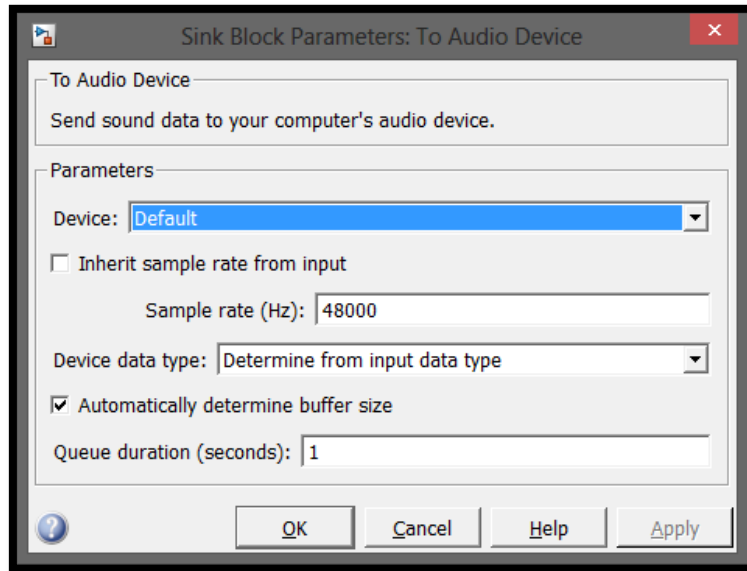 Sink Block Parameters: To Audio Device
To Audio Device
Send sound data to your computer's audio device.
Parameters
Device: Default
Inherit sample rate from input
Sample rate (Hz): 48000
Device data type: Determine from input data type
Automatically determine buffer size
Queue duration (seconds): 1
? OK Cancel Help Apply